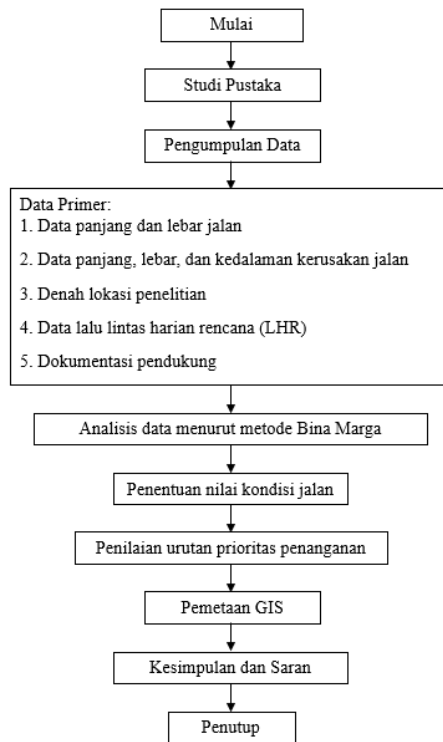 Mulai
Studi Pustaka
Pengumpulan Data
Data Primer:
1. Data panjang dan lebar jalan
2. Data panjang, lebar, dan kedalaman kerusakan jalan
3. Denah lokasi penelitian
4. Data lalu lintas harian rencana (LHR)
5. Dokumentasi pendukung
Analisis data menurut metode Bina Marga
Penentuan nilai kondisi jalan
Penilaian urutan prioritas penanganan
Pemetaan GIS
Kesimpulan dan Saran
Penutup